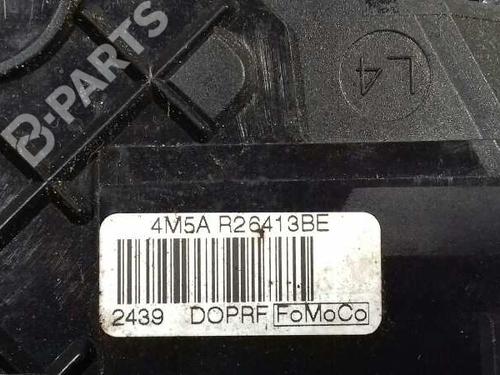 B-PARTS
L4
4M5A R26413BE
2439 DOPRF FoMoCo